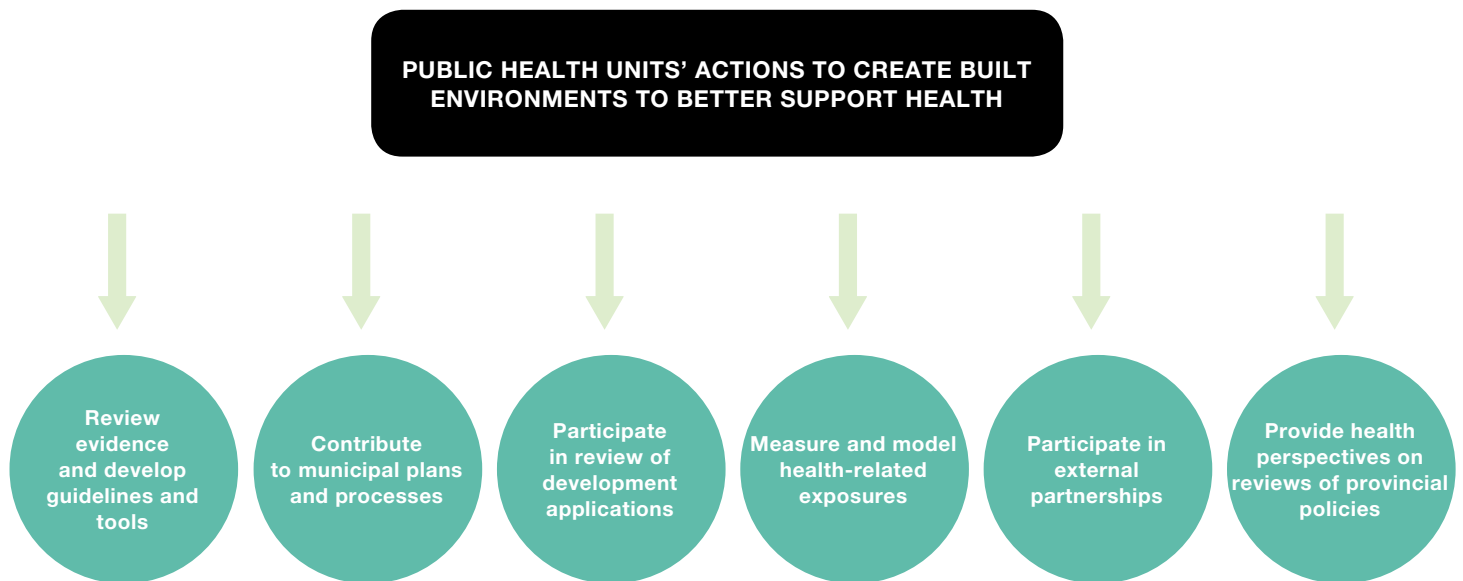 PUBLIC HEALTH UNITS’ ACTIONS TO CREATE BUILT
ENVIRONMENTS TO BETTER SUPPORT HEALTH
Review
evidence
and develop
guidelines and
tools
Contribute
to municipal plans
and processes
Participate
in review of
development
applications
Measure and model
health-related
exposures
Participate in
external
partnerships
Provide health
perspectives on
reviews of provincial
policies